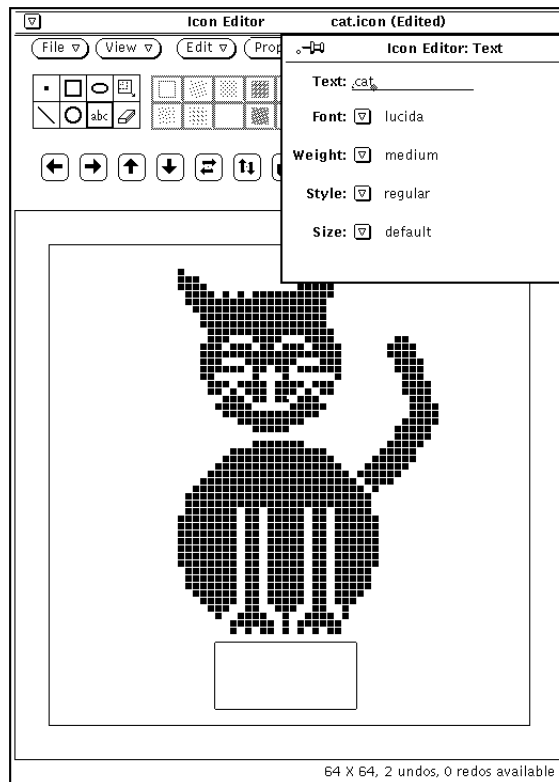 Icon Editor cat.icon (Edited)
File View Edit
Icon Editor: Text
Text: cat
Font: lucida
abc
Weight: medium
Style: regular
Size: default
64 X 64, 2 undos, 0 redos available